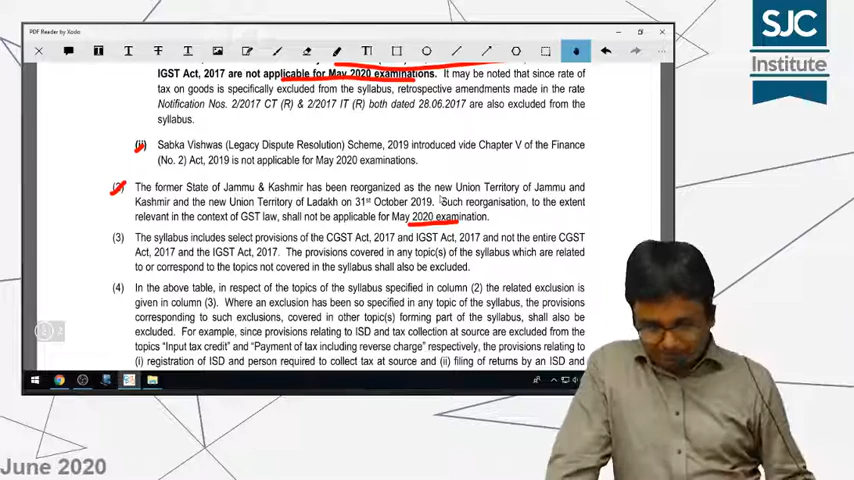 PDF Reader by Xodo
SJC
Institute
IGST Act, 2017 are not applicable for May 2020 examinations. It may be noted that since rate of
tax on goods is specifically excluded from the syllabus, retrospective amendments made in the rate
Notification Nos. 2/2017 CT (R) & 2/2017 IT (R) both dated 28.06.2017 are also excluded from the
syllabus.
(ii) Sabka Vishwas (Legacy Dispute Resolution) Scheme, 2019 introduced vide Chapter V of the Finance
(No. 2) Act, 2019 is not applicable for May 2020 examinations.
(2) The former State of Jammu & Kashmir has been reorganized as the new Union Territory of Jammu and
Kashmir and the new Union Territory of Ladakh on 31st October 2019. Such reorganisation, to the extent
relevant in the context of GST law, shall not be applicable for May 2020 examination.
(3) The syllabus includes select provisions of the CGST Act, 2017 and IGST Act, 2017 and not the entire CGST
Act, 2017 and the IGST Act, 2017. The provisions covered in any topic(s) of the syllabus which are related
to or correspond to the topics not covered in the syllabus shall also be excluded.
(4) In the above table, in respect of the topics of the syllabus specified in column (2) the related exclusion is
given in column (3). Where an exclusion has been so specified in any topic of the syllabus, the provisions
corresponding to such exclusions, covered in other topic(s) forming part of the syllabus, shall also be
excluded. For example, since provisions relating to ISD and tax collection at source are excluded from the
topics "Input tax credit" and "Payment of tax including reverse charge" respectively, the provisions relating to
(i) registration of ISD and person required to collect tax at source and (ii) filing of returns by an ISD and
June 2020